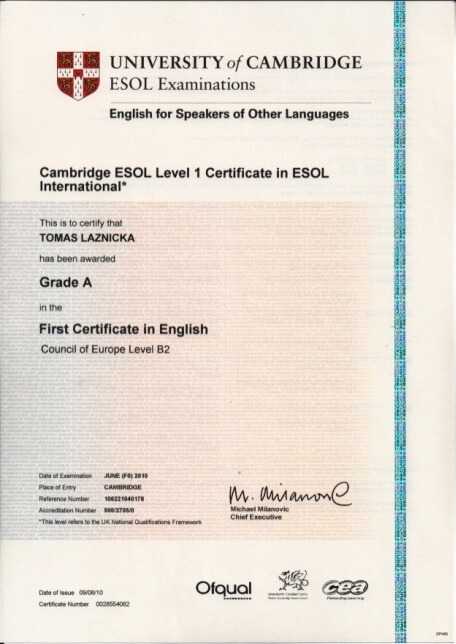 UNIVERSITY of CAMBRIDGE
ESOL Examinations
English for Speakers of Other Languages
Cambridge ESOL Level 1 Certificate in ESOL
International*
This is to certify that
TOMAS LAZNICKA
has been awarded
Grade A
in the
First Certificate in English
Council of Europe Level B2
Date of Examination JUNE (F0) 2010
Place of Entry CAMBRIDGE
Reference Number
Accreditation Number 500/2705/0
*This level refers to the UK National Qualifications Framework
M. Milanovic
Michael Milanovic
Chief Executive
Date of Issue 09/08/10
Certificate Number 0028554062
Ofqual
cea